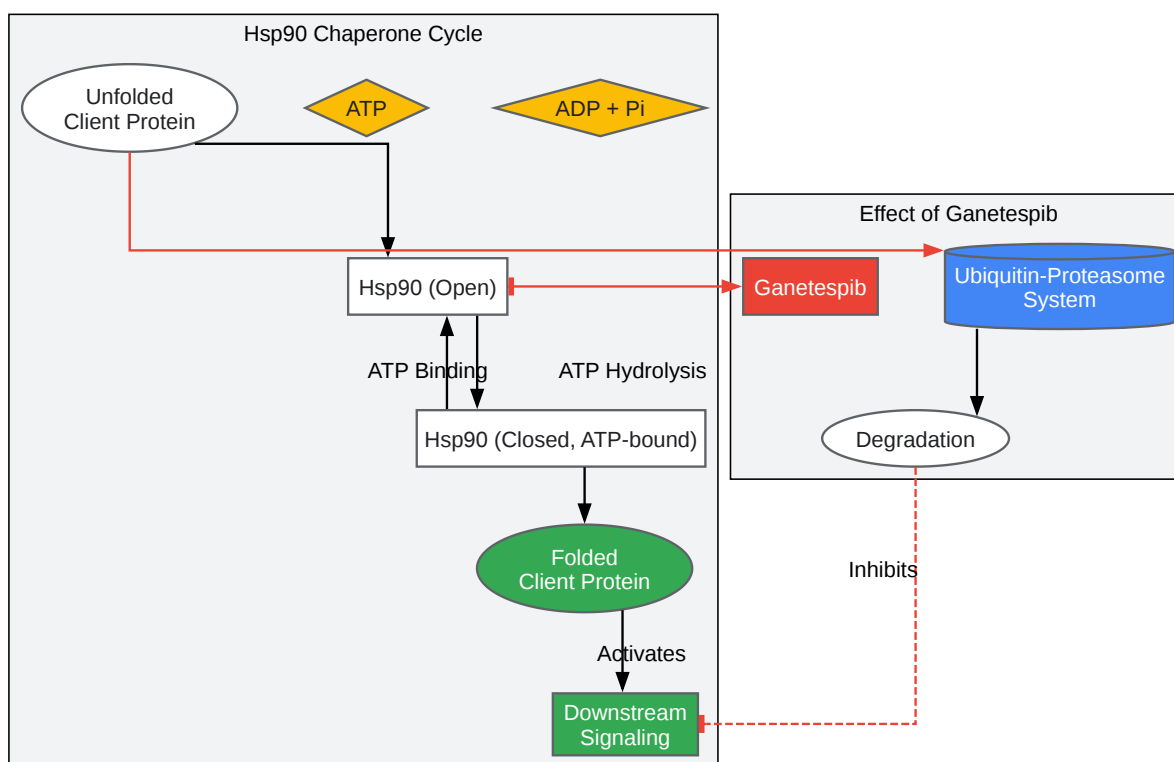 Hsp90 Chaperone Cycle
Unfolded
Client Protein
ATP
ADP + Pi
Effect of Ganetespib
Hsp90 (Open)
Ganetespib
Ubiquitin-Proteasome
System
ATP Binding
ATP Hydrolysis
Hsp90 (Closed, ATP-bound)
Degradation
Folded
Client Protein
Inhibits
Activates
Downstream
Signaling